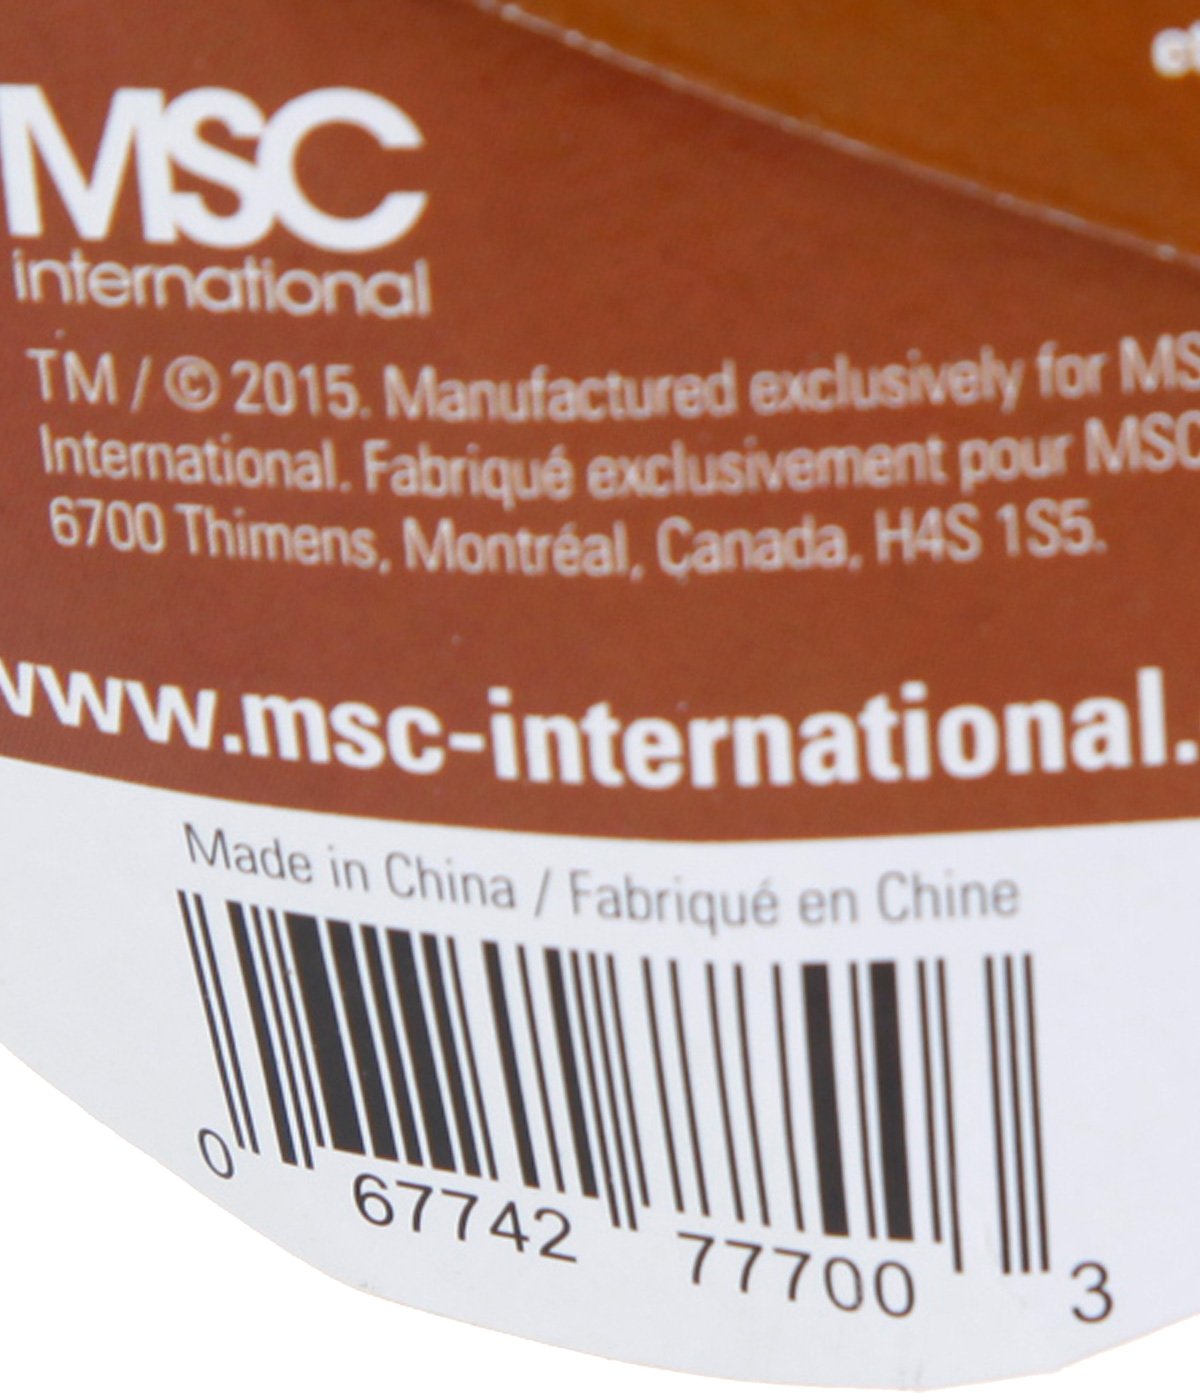 MSC
international
TM / © 2015. Manufactured exclusively for MS
International. Fabriqué exclusivement pour MSC
6700 Thimens, Montréal, Canada, H4S 1S5.
www.msc-international.
Made in China / Fabriqué en Chine
0 67742 77700 3